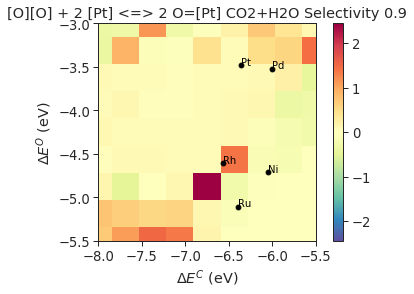 [O][O] + 2 [Pt] <=> 2 O=[Pt] CO2+H2O Selectivity 0.9
−3.0
−3.5
−4.0
−4.5
−5.0
−5.5
ΔE^O (eV)
Pt
Pd
Rh
Ni
Ru
−8.0 −7.5 −7.0 −6.5 −6.0 −5.5
ΔE^C (eV)
2
1
0
−1
−2